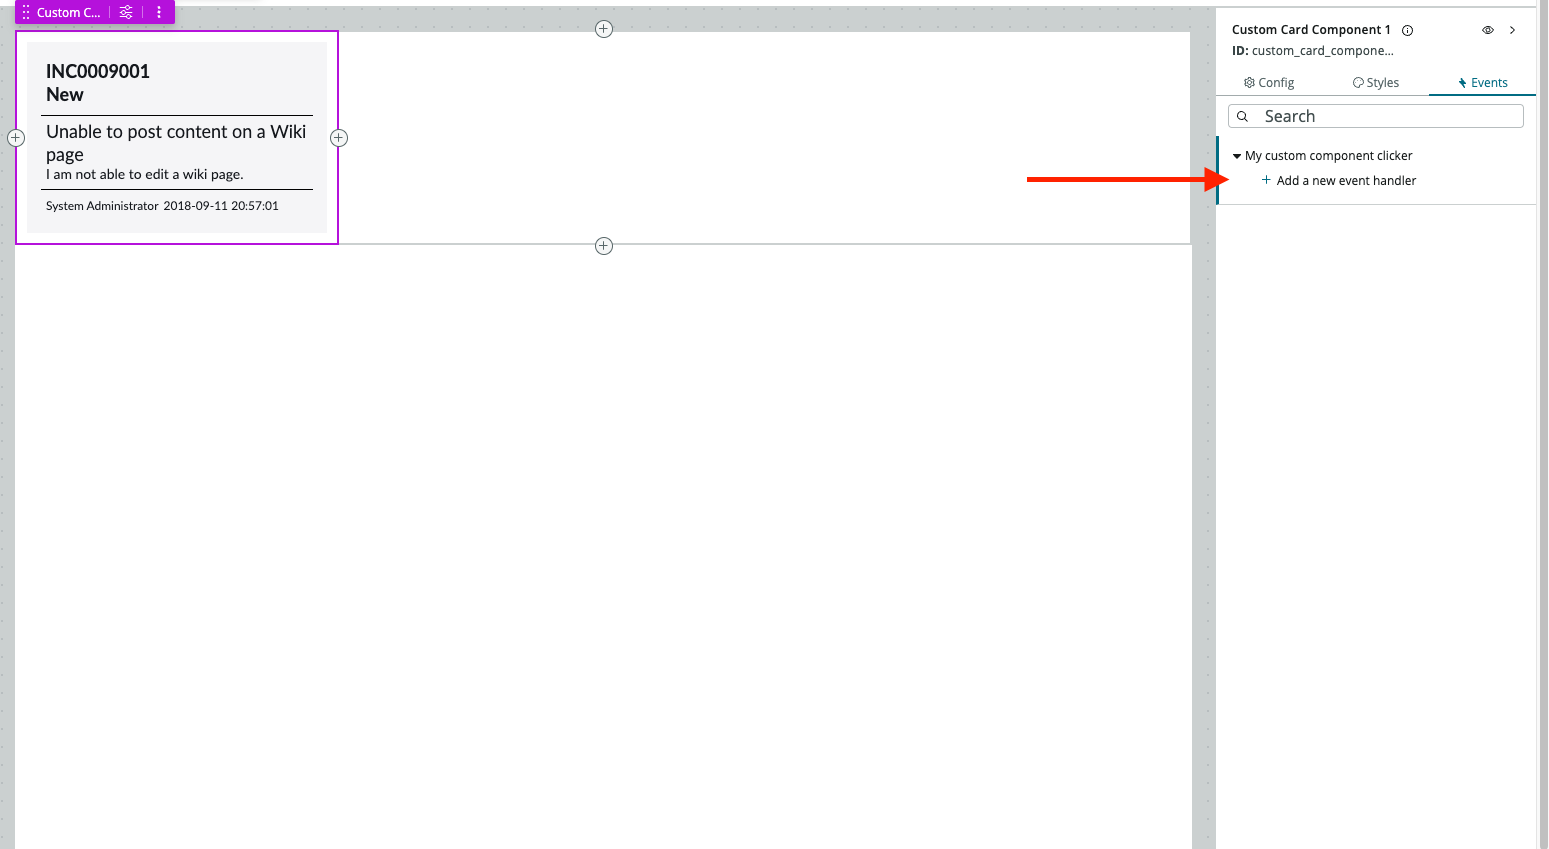 Custom C...
INC0009001
New
Unable to post content on a Wiki
page
I am not able to edit a wiki page.
System Administrator 2018-09-11 20:57:01
Custom Card Component 1
ID: custom_card_compone...
Config Styles Events
Search
My custom component clicker
+ Add a new event handler